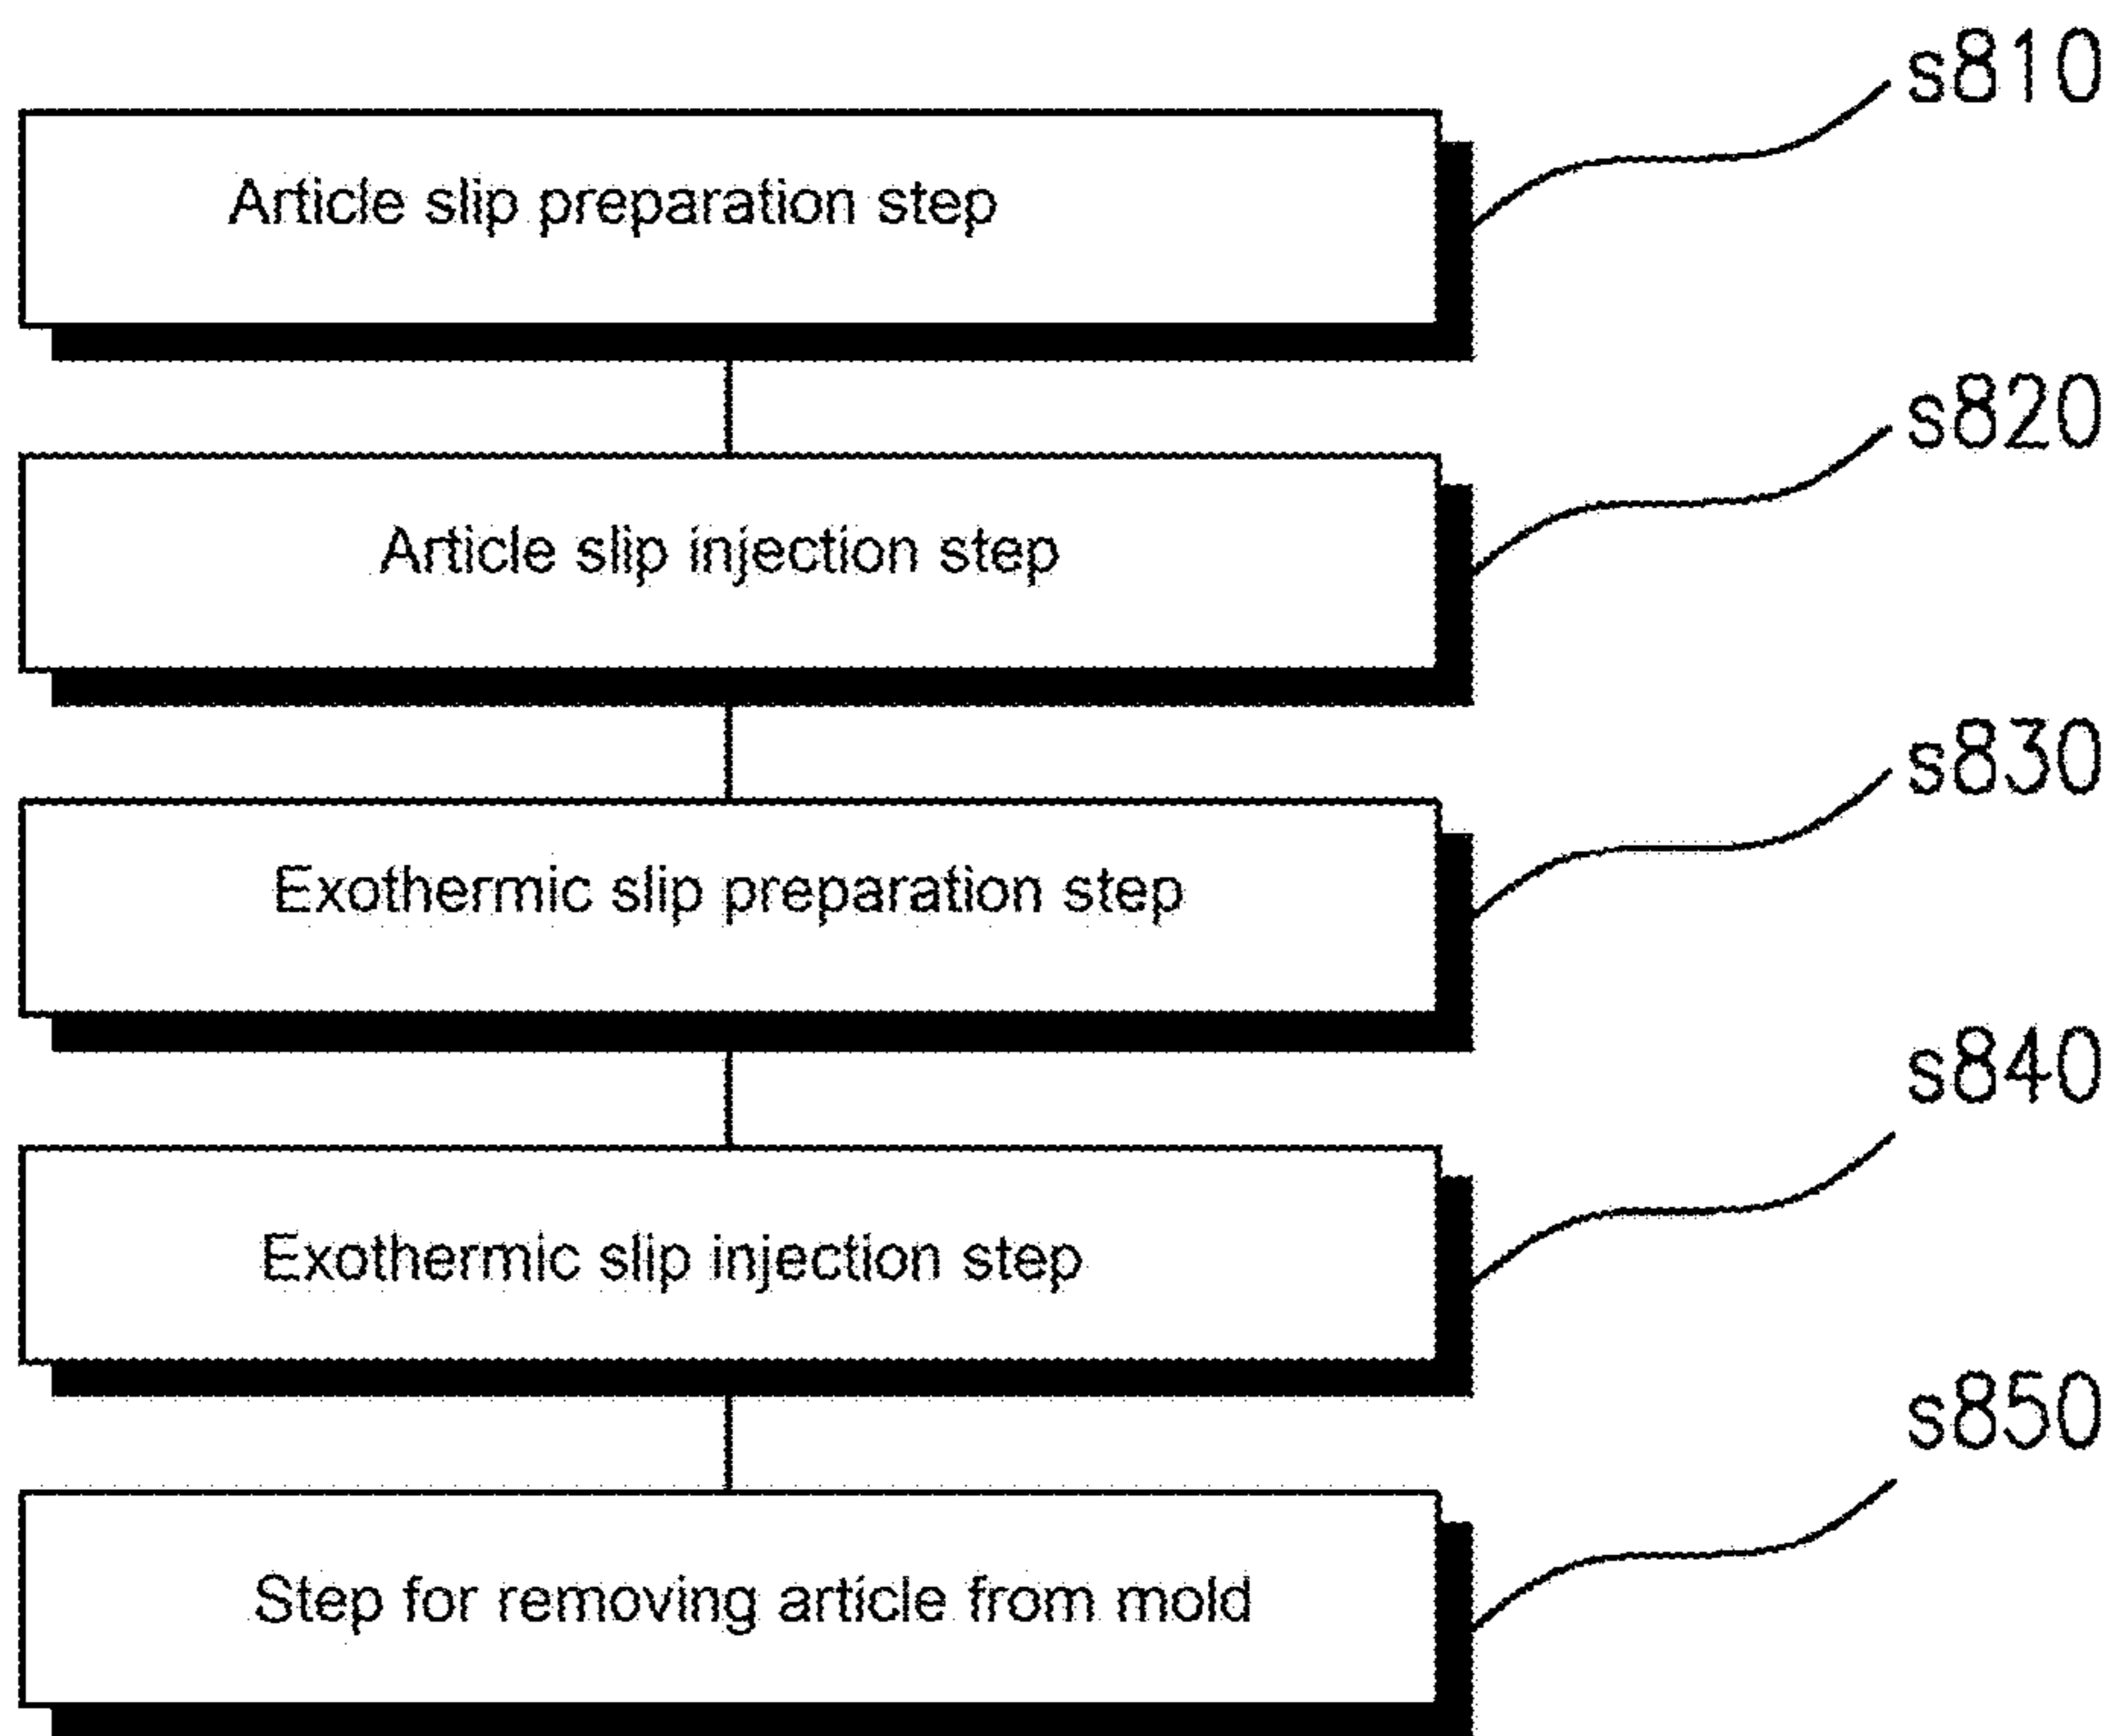 s810
Article slip preparation step
s820
Article slip injection step
s830
Exothermic slip preparation step
s840
Exothermic slip injection step
s850
Step for removing article from mold